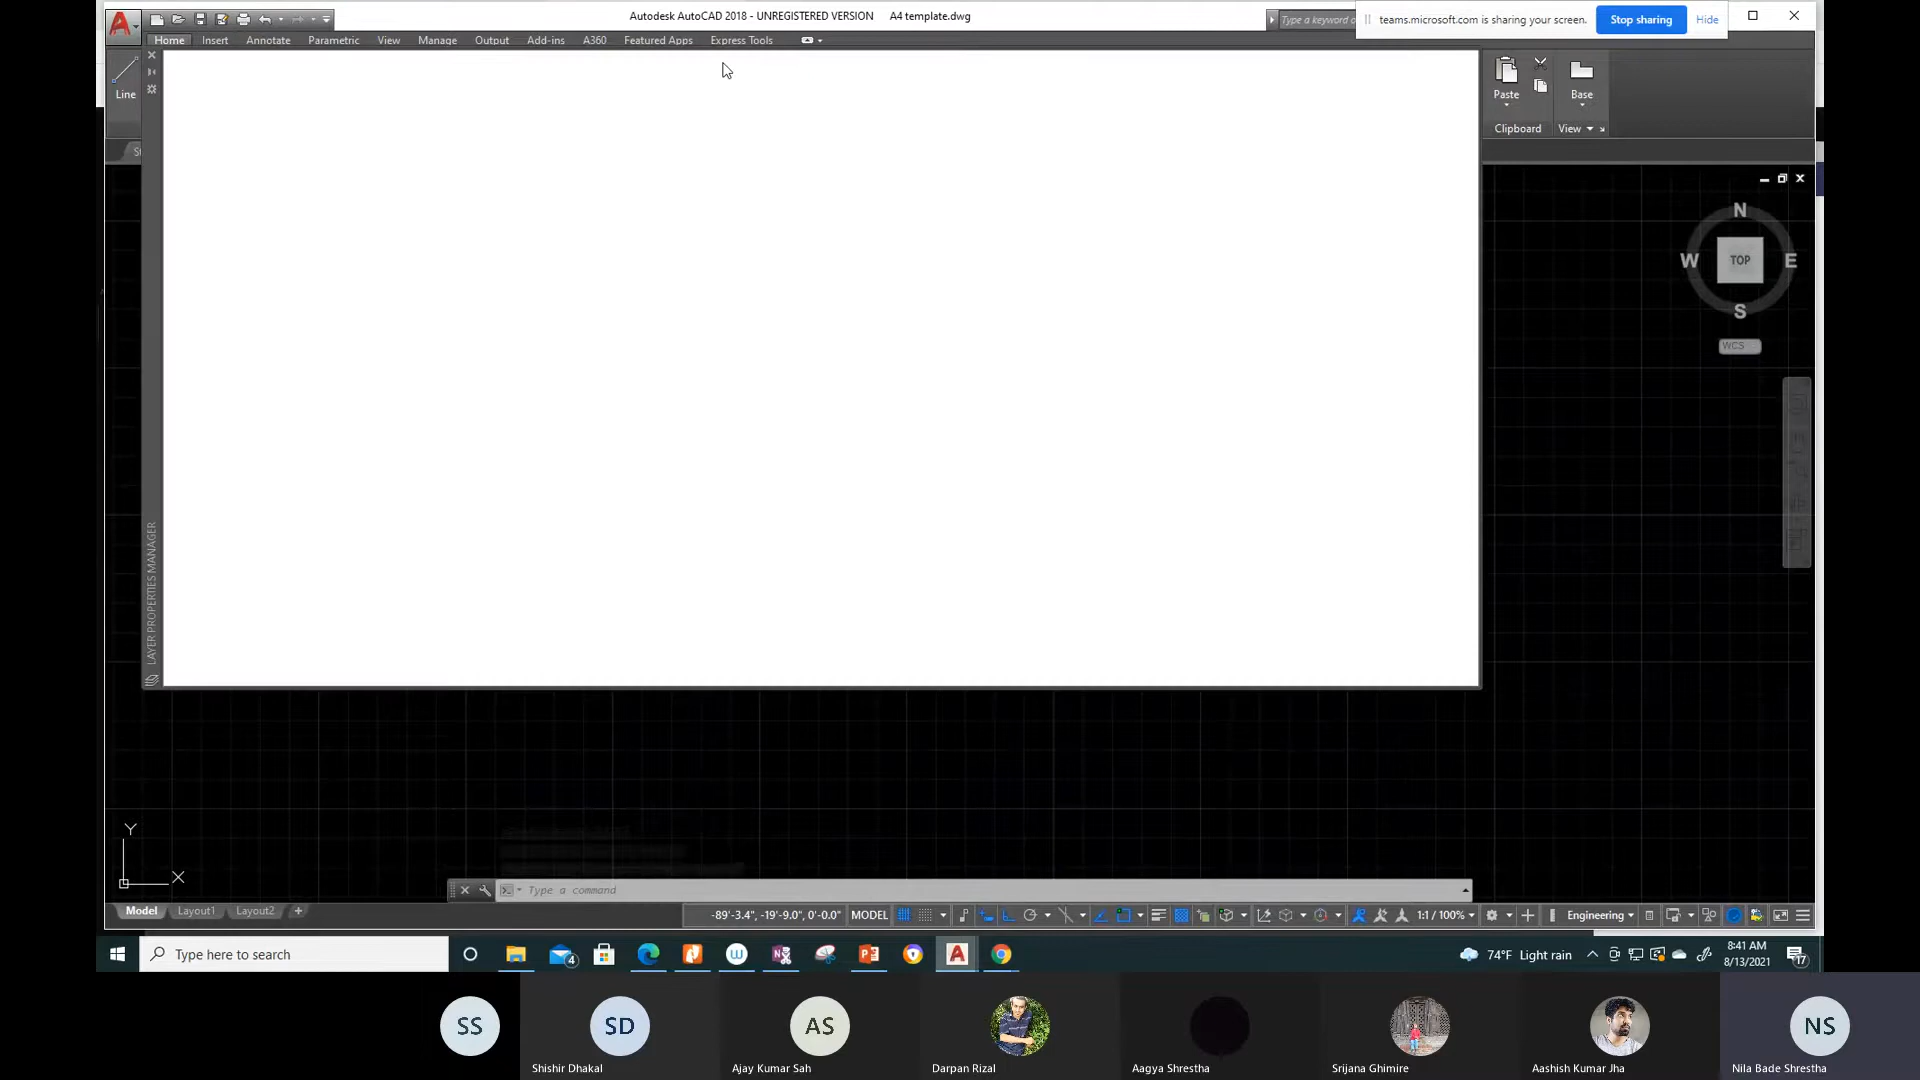 Autodesk AutoCAD 2018 - UNREGISTERED VERSION A4 template.dwg
Type a keyword o
teams.microsoft.com is sharing your screen.
Stop sharing
Hide
Home Insert Annotate Parametric View Manage Output Add-ins A360 Featured Apps Express Tools
Line
Paste
Base
Clipboard
View
N
W
TOP
E
S
WCS
LAYER PROPERTIES MANAGER
Y
X
Type a command
Model Layout1 Layout2 +
-89'-3.4", -19'-9.0", 0'-0.0" MODEL
1:1 / 100%
Engineering
Type here to search
4
74°F Light rain
8:41 AM
8/13/2021
17
SS
SD
AS
NS
Shishir Dhakal
Ajay Kumar Sah
Darpan Rizal
Aagya Shrestha
Srijana Ghimire
Aashish Kumar Jha
Nila Bade Shrestha